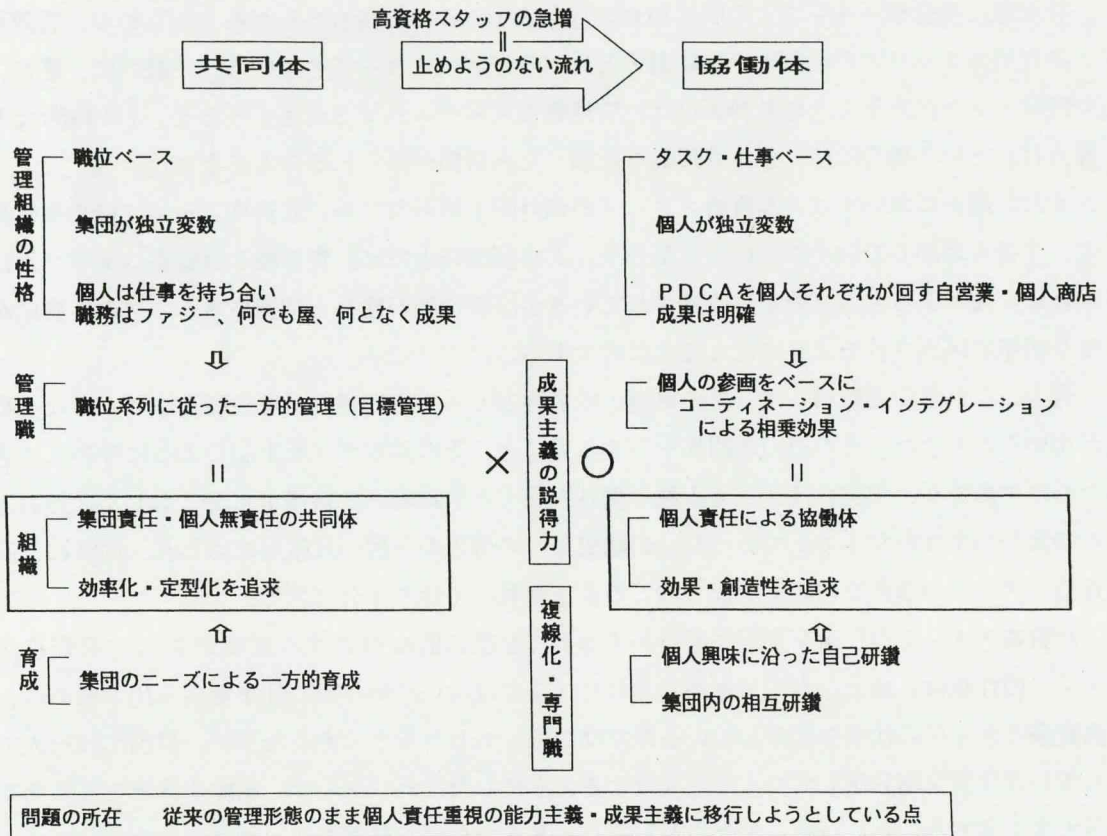 高資格スタッフの急増
||
止めようのない流れ
共同体
協働体
管理組織の性格
職位ベース
集団が独立変数
個人は仕事を持ち合い
職務はファジー、何でも屋、何となく成果
タスク・仕事ベース
個人が独立変数
PDCAを個人それぞれが回す自営業・個人商店
成果は明確
管理職
職位系列に従った一方的管理(目標管理)
個人の参画をベースに
コーディネーション・インテグレーション
による相乗効果
×
成果主義の説得力
○
組織
集団責任・個人無責任の共同体
効率化・定型化を追求
個人責任による協働体
効果・創造性を追求
育成
集団のニーズによる一方的育成
複線化・専門職
個人興味に沿った自己研鑽
集団内の相互研鑽
問題の所在 従来の管理形態のまま個人責任重視の能力主義・成果主義に移行しようとしている点